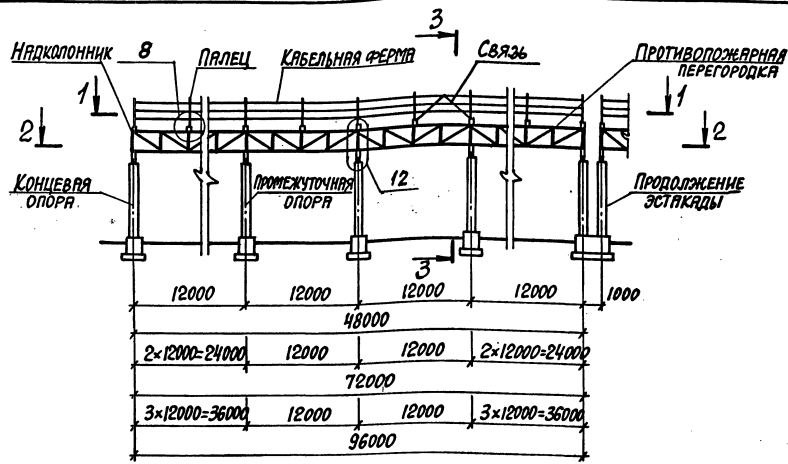 3
Надколонник
8
Палец
Кабельная ферма
Связь
Противопожарная
перегородка
1
1
2
2
Концевая
опора
Промежуточная
опора
12
Продолжение
эстакады
3
12000
12000
12000
12000
1000
48000
2×12000=24000
12000
12000
2×12000=24000
72000
3×12000=36000
12000
12000
3×12000=36000
96000